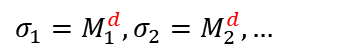 σ₁ = M₁ᵈ, σ₂ = M₂ᵈ, …